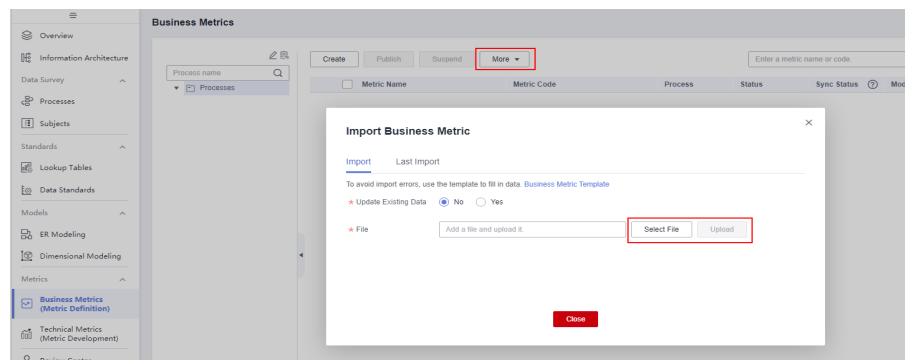 Business Metrics
Overview
Information Architecture
Data Survey
Processes
Subjects
Standards
Lookup Tables
Data Standards
Models
ER Modeling
Dimensional Modeling
Metrics
Business Metrics
(Metric Definition)
Technical Metrics
(Metric Development)
Process name
Processes
Create Publish Suspend More
Enter a metric name or code.
Metric Name Metric Code Process Status Sync Status
Import Business Metric
Import Last Import
To avoid import errors, use the template to fill in data. Business Metric Template
* Update Existing Data No Yes
* File Add a file and upload it. Select File Upload
Close